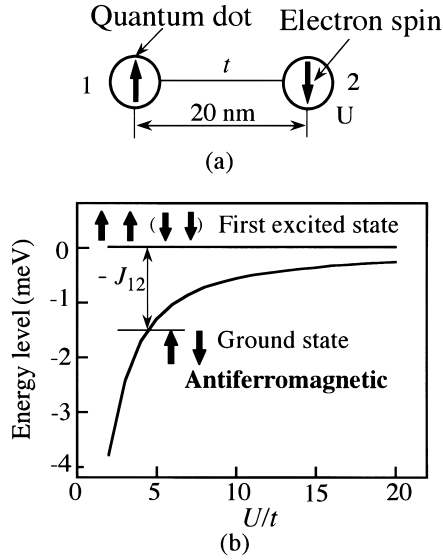 Quantum dot
Electron spin
1
t
2
20 nm
U
(a)
( ) First excited state
0
- J12
-1
Ground state
-2
Antiferromagnetic
-3
-4
Energy level (meV)
0 5 10 15 20
U/t
(b)